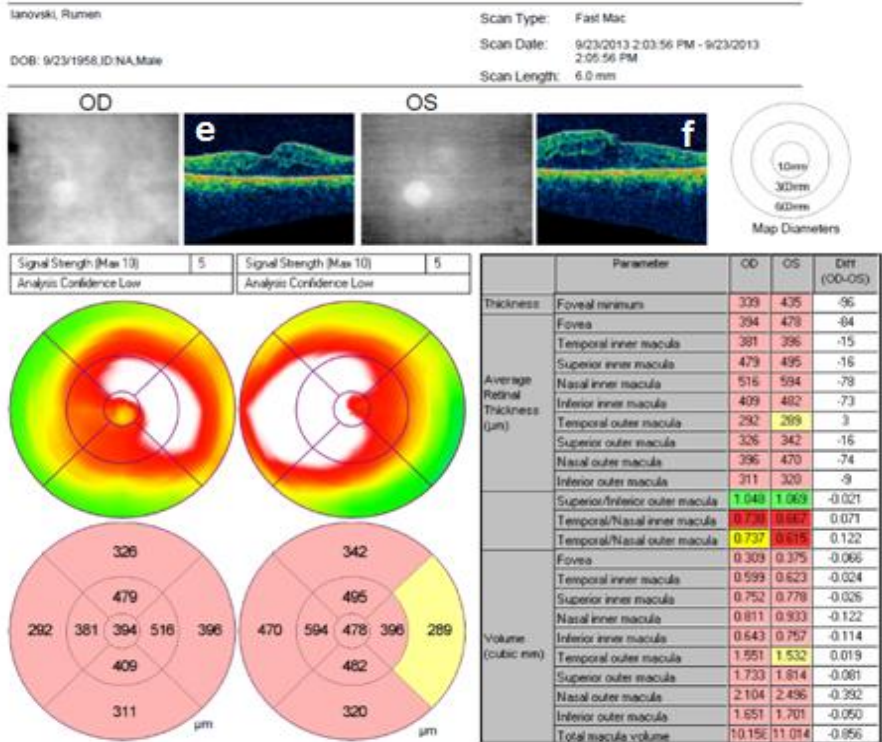 Ianovski, Rumen
DOB: 9/23/1958,ID:NA,Male
Scan Type: Fast Mac
Scan Date: 9/23/2013 2:03:56 PM - 9/23/2013
2:05:56 PM
Scan Length: 6.0 mm
OD OS
e f
1.0mm
3.00mm
6.00mm
Map Diameters
Signal Strength (Max 10) 5 Signal Strength (Max 10) 5
Analysis Confidence Low Analysis Confidence Low
326
479
292 381 394 516 396
409
311
µm
342
495
470 594 478 396 289
482
320
µm
Parameter OD OS Diff
(OD-OS)
Thickness Foveal minimum 339 435 -96
Average
Retinal
Thickness
(µm)
Fovea 394 478 -84
Temporal inner macula 381 396 -15
Superior inner macula 479 495 -16
Nasal inner macula 516 594 -78
Inferior inner macula 409 482 -73
Temporal outer macula 292 289 3
Superior outer macula 326 342 -16
Nasal outer macula 396 470 -74
Inferior outer macula 311 320 -9
Superior/Inferior outer macula 1.048 1.069 -0.021
Temporal/Nasal inner macula 0.738 0.667 0.071
Temporal/Nasal outer macula 0.737 0.615 0.122
Volume
(cubic mm)
Fovea 0.309 0.375 -0.066
Temporal inner macula 0.599 0.623 -0.024
Superior inner macula 0.752 0.778 -0.026
Nasal inner macula 0.811 0.933 -0.122
Inferior inner macula 0.643 0.757 -0.114
Temporal outer macula 1.551 1.532 0.019
Superior outer macula 1.733 1.814 -0.081
Nasal outer macula 2.104 2.496 -0.392
Inferior outer macula 1.651 1.701 -0.050
Total macula volume 11.014 -0.856